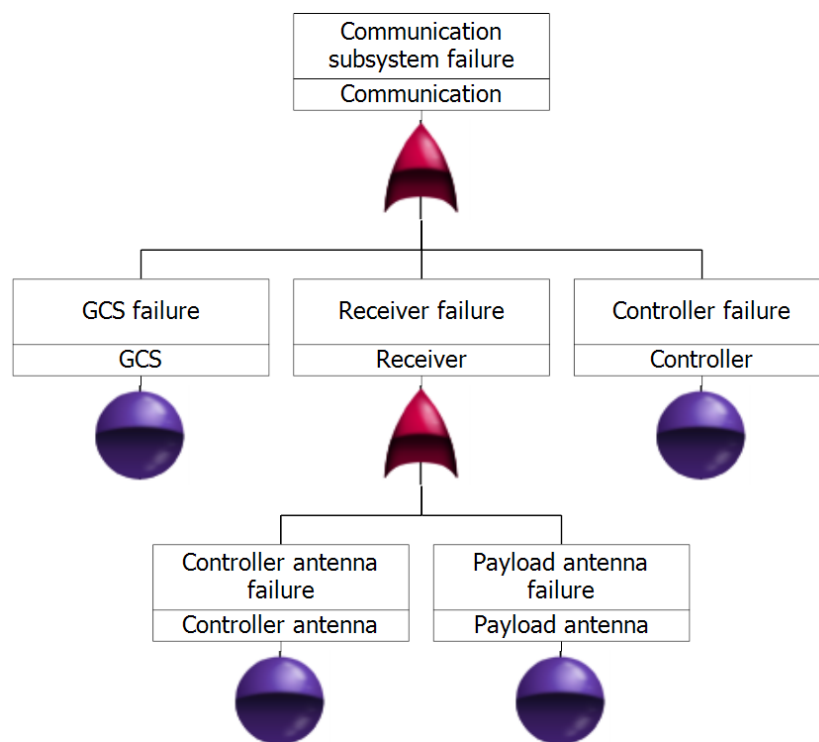 Communication
subsystem failure
Communication
GCS failure
GCS
Receiver failure
Receiver
Controller failure
Controller
Controller antenna
failure
Controller antenna
Payload antenna
failure
Payload antenna